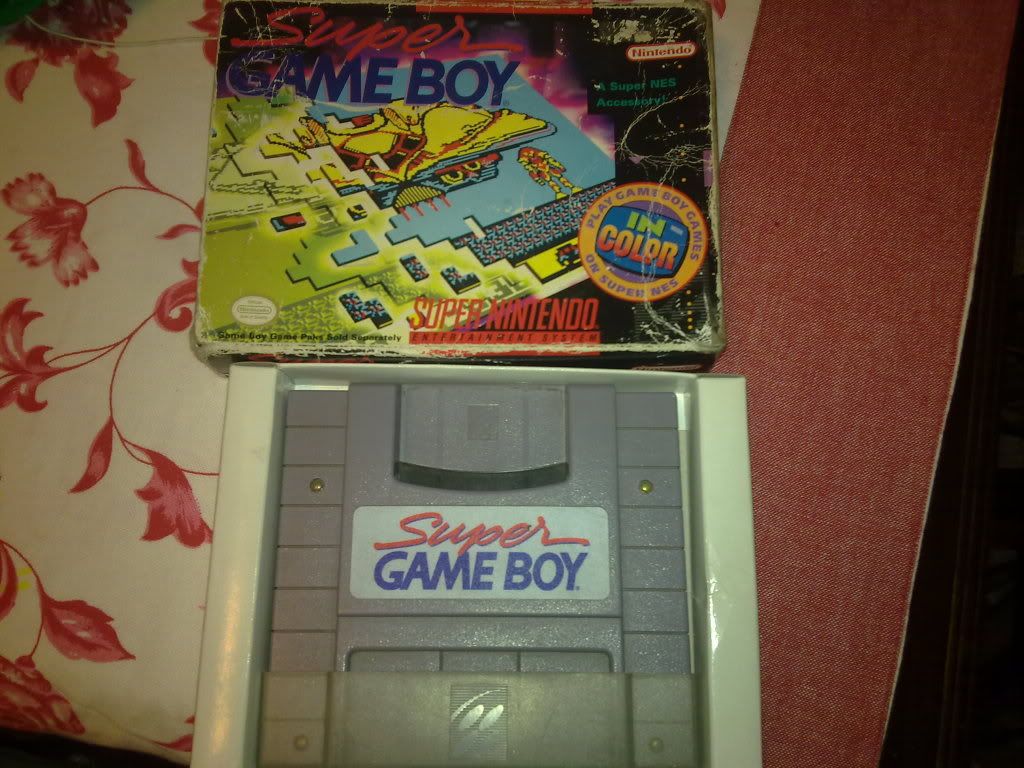 Super
GAME BOY
Nintendo
A Super NES
Accessory!
PLAY GAME BOY GAMES
IN
COLOR
ON SUPER NES
Nintendo
SUPER NINTENDO
ENTERTAINMENT SYSTEM
Game Boy Game Paks Sold Separately
Super
GAME BOY